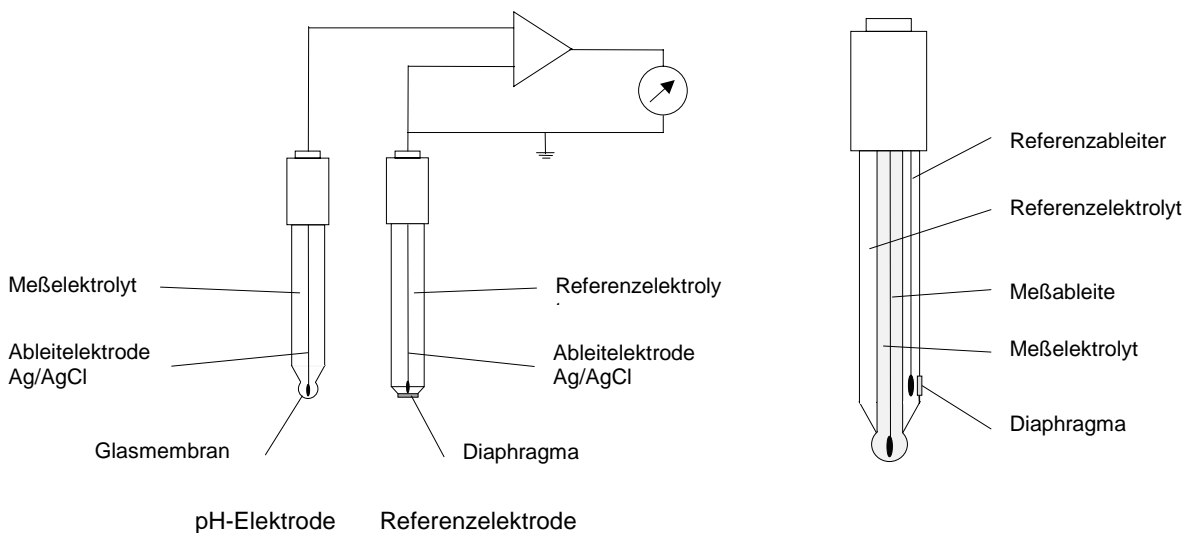 Meßelektrolyt
Ableitelektrode
Ag/AgCl
Glasmembran
Referenzelektroly
Ableitelektrode
Ag/AgCl
Diaphragma
pH-Elektrode
Referenzelektrode
Referenzableiter
Referenzelektrolyt
Meßableite
Meßelektrolyt
Diaphragma